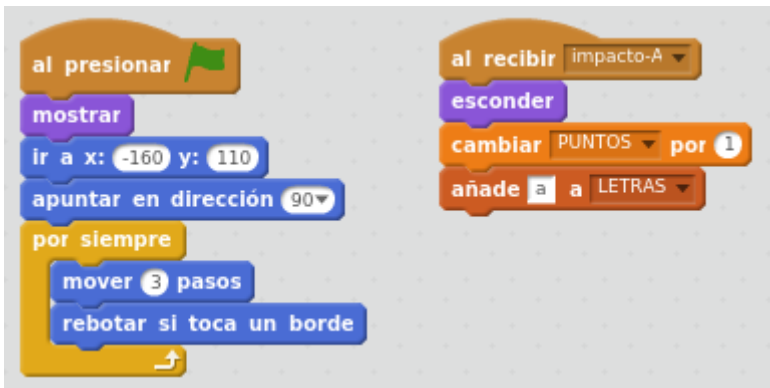 al presionar
mostrar
ir a x: -160 y: 110
apuntar en dirección 90
por siempre
mover 3 pasos
rebotar si toca un borde
al recibir impacto-A
esconder
cambiar PUNTOS por 1
añade a a LETRAS